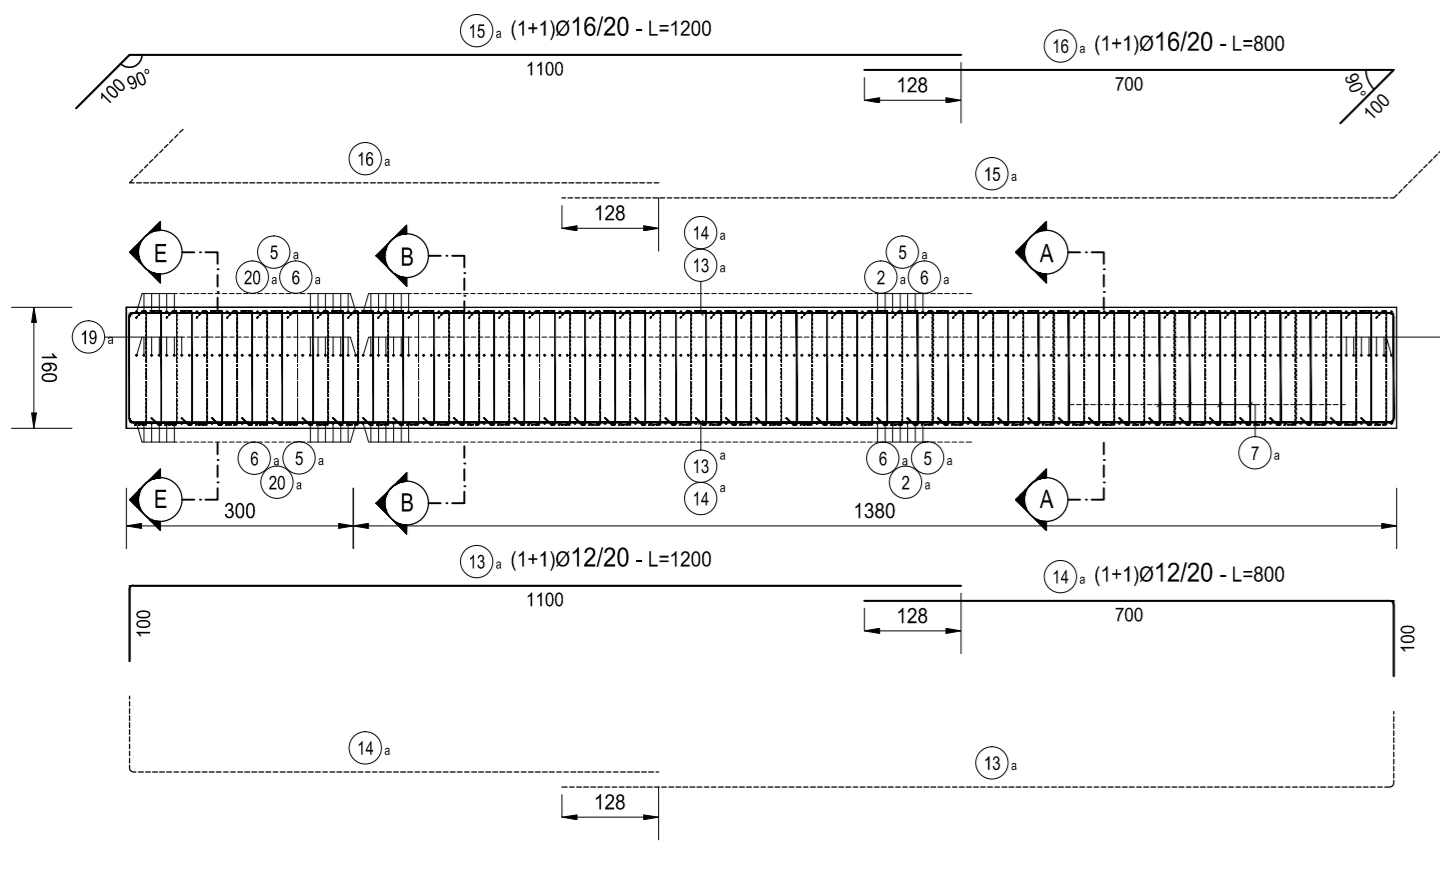 15 a (1+1)Ø16/20 - L=1200
16 a (1+1)Ø16/20 - L=800
1100
700
128
100
90°
90°
100
16 a
15 a
128
14 a
13 a
E
B
A
5 a
20 a 6 a
5 a
2 a 6 a
19 a
160
6 a 5 a
20 a
13 a
14 a
6 a 5 a
2 a
7 a
E
B
A
300
1380
13 a (1+1)Ø12/20 - L=1200
14 a (1+1)Ø12/20 - L=800
1100
700
128
100
100
14 a
13 a
128